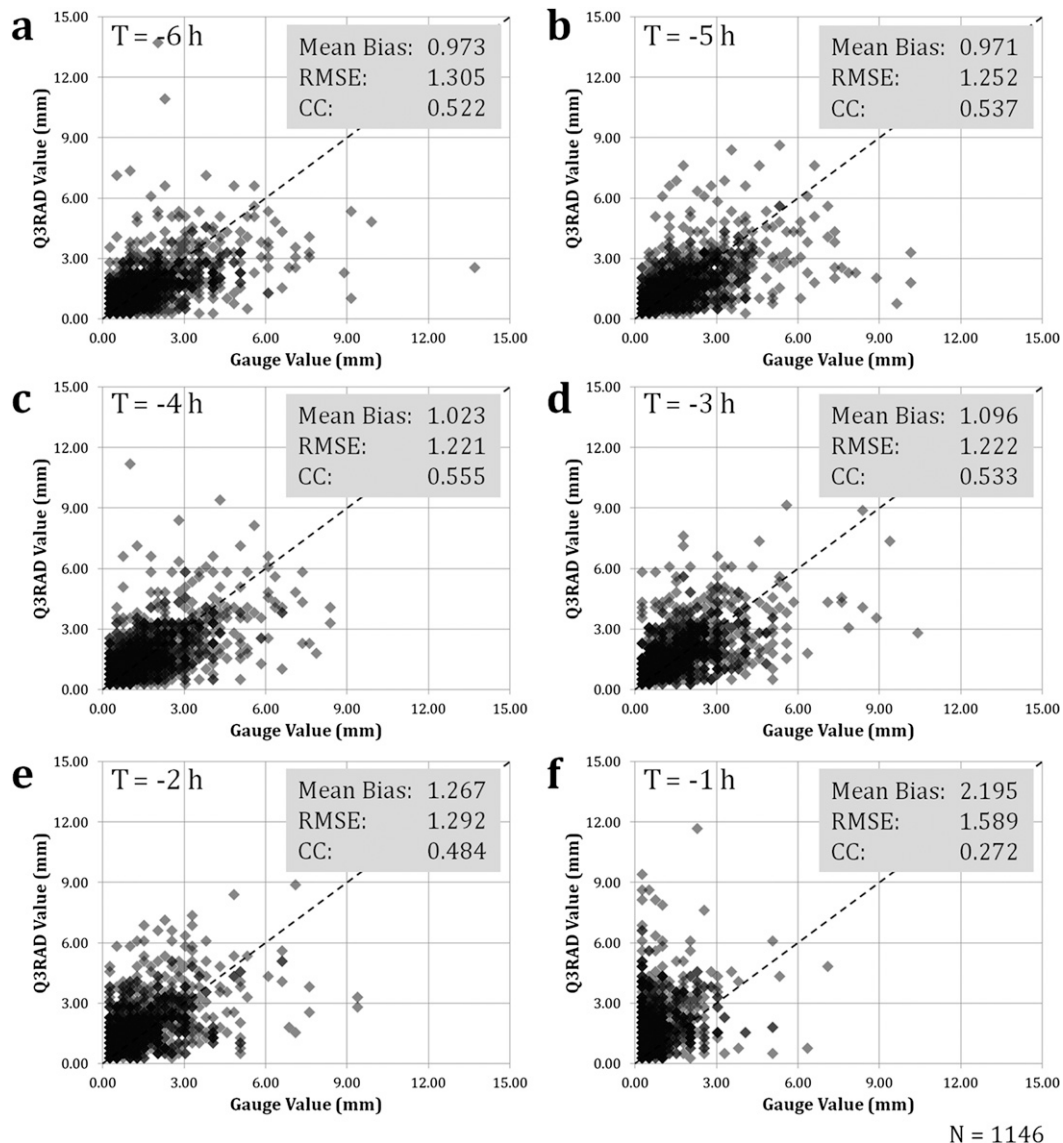 a
T = -6 h
Mean Bias: 0.973
RMSE: 1.305
CC: 0.522
15.00
12.00
9.00
6.00
3.00
0.00
Q3RAD Value (mm)
0.00 3.00 6.00 9.00 12.00 15.00
Gauge Value (mm)
b
T = -5 h
Mean Bias: 0.971
RMSE: 1.252
CC: 0.537
15.00
12.00
9.00
6.00
3.00
0.00
Q3RAD Value (mm)
0.00 3.00 6.00 9.00 12.00 15.00
Gauge Value (mm)
c
T = -4 h
Mean Bias: 1.023
RMSE: 1.221
CC: 0.555
15.00
12.00
9.00
6.00
3.00
0.00
Q3RAD Value (mm)
0.00 3.00 6.00 9.00 12.00 15.00
Gauge Value (mm)
d
T = -3 h
Mean Bias: 1.096
RMSE: 1.222
CC: 0.533
15.00
12.00
9.00
6.00
3.00
0.00
Q3RAD Value (mm)
0.00 3.00 6.00 9.00 12.00 15.00
Gauge Value (mm)
e
T = -2 h
Mean Bias: 1.267
RMSE: 1.292
CC: 0.484
15.00
12.00
9.00
6.00
3.00
0.00
Q3RAD Value (mm)
0.00 3.00 6.00 9.00 12.00 15.00
Gauge Value (mm)
f
T = -1 h
Mean Bias: 2.195
RMSE: 1.589
CC: 0.272
15.00
12.00
9.00
6.00
3.00
0.00
Q3RAD Value (mm)
0.00 3.00 6.00 9.00 12.00 15.00
Gauge Value (mm)
N = 1146